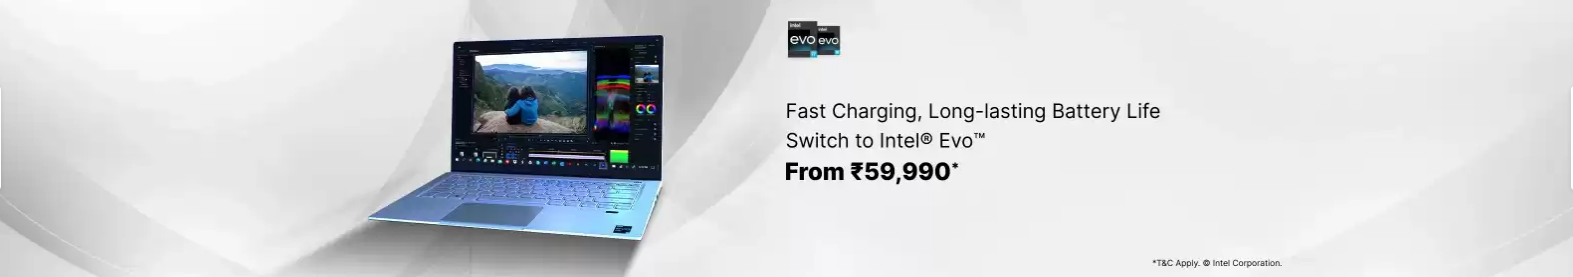 intel
evo
intel
evo
Fast Charging, Long-lasting Battery Life
Switch to Intel® Evo™
From ₹59,990*
*T&C Apply. © Intel Corporation.